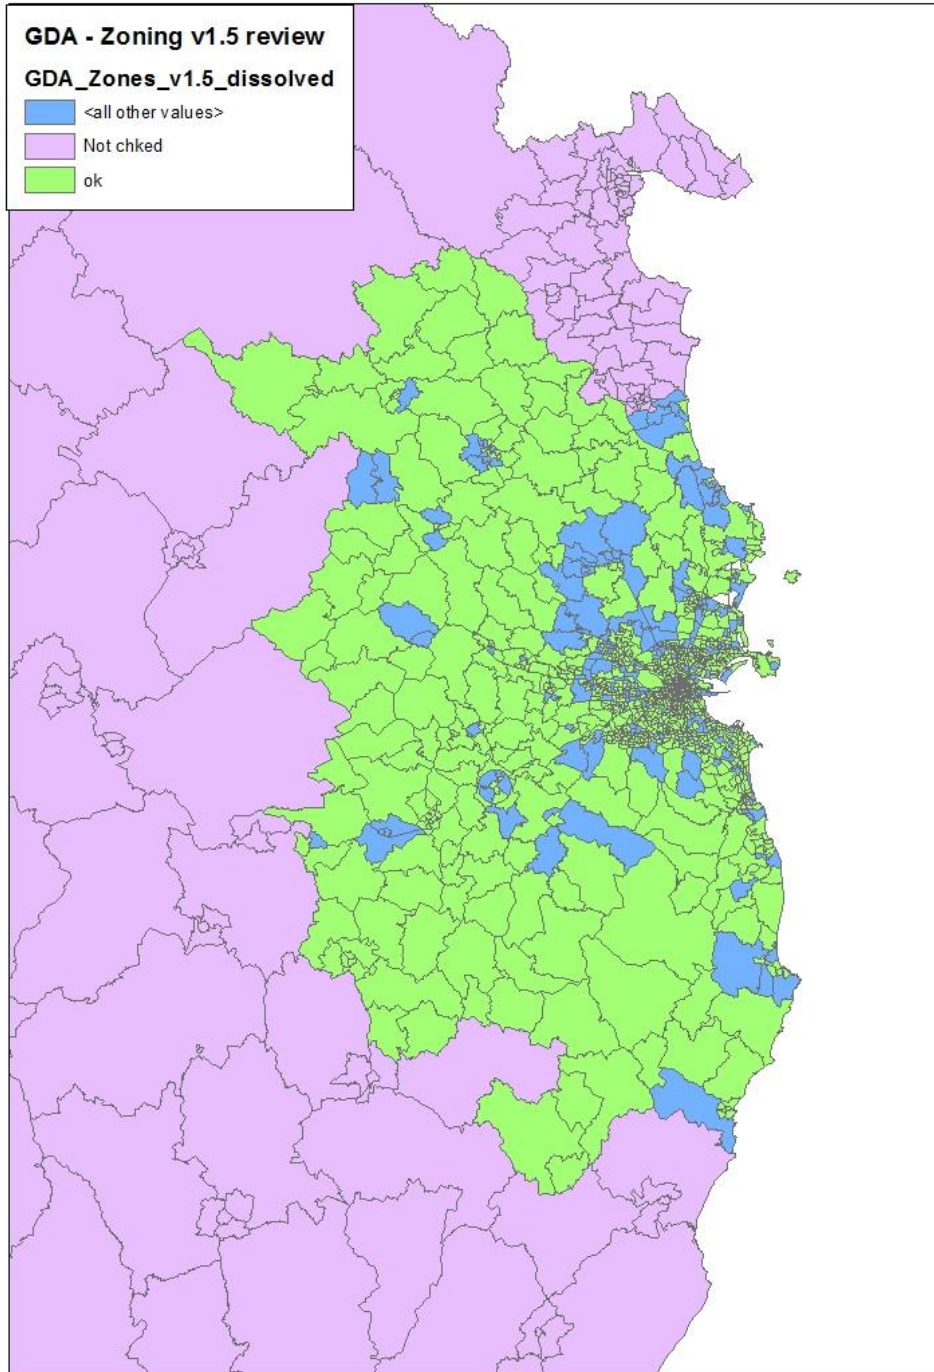 GDA - Zoning v1.5 review
GDA_Zones_v1.5_dissolved
<all other values>
Not chked
ok